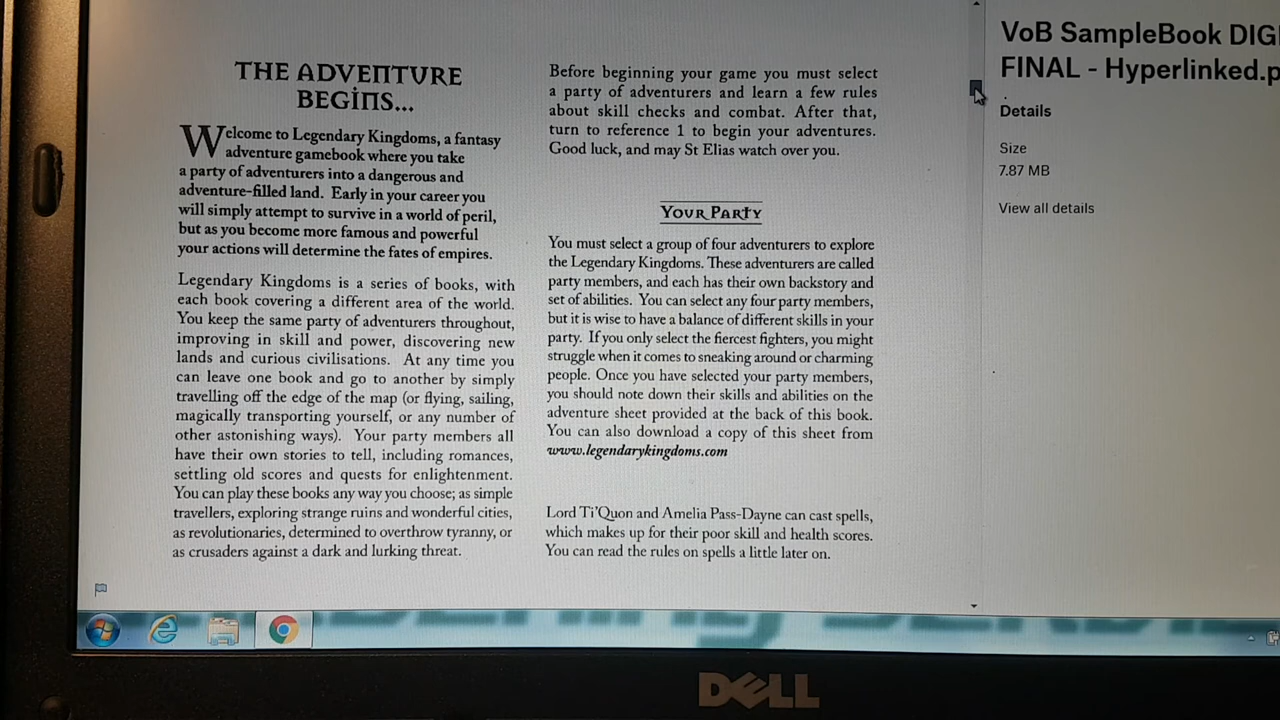 THE ADVENTURE
BEGINS...
Welcome to Legendary Kingdoms, a fantasy
adventure gamebook where you take
a party of adventurers into a dangerous and
adventure-filled land. Early in your career you
will simply attempt to survive in a world of peril,
but as you become more famous and powerful
your actions will determine the fates of empires.
Legendary Kingdoms is a series of books, with
each book covering a different area of the world.
You keep the same party of adventurers throughout,
improving in skill and power, discovering new
lands and curious civilisations. At any time you
can leave one book and go to another by simply
travelling off the edge of the map (or flying, sailing,
magically transporting yourself, or any number of
other astonishing ways). Your party members all
have their own stories to tell, including romances,
settling old scores and quests for enlightenment.
You can play these books any way you choose; as simple
travellers, exploring strange ruins and wonderful cities,
as revolutionaries, determined to overthrow tyranny, or
as crusaders against a dark and lurking threat.
Before beginning your game you must select
a party of adventurers and learn a few rules
about skill checks and combat. After that,
turn to reference 1 to begin your adventures.
Good luck, and may St Elias watch over you.
YOUR PARTY
You must select a group of four adventurers to explore
the Legendary Kingdoms. These adventurers are called
party members, and each has their own backstory and
set of abilities. You can select any four party members,
but it is wise to have a balance of different skills in your
party. If you only select the fiercest fighters, you might
struggle when it comes to sneaking around or charming
people. Once you have selected your party members,
you should note down their skills and abilities on the
adventure sheet provided at the back of this book.
You can also download a copy of this sheet from
www.legendarykingdoms.com
Lord Ti'Quon and Amelia Pass-Dayne can cast spells,
which makes up for their poor skill and health scores.
You can read the rules on spells a little later on.
VoB SampleBook DIGI
FINAL - Hyperlinked.p
Details
Size
7.87 MB
View all details
DELL